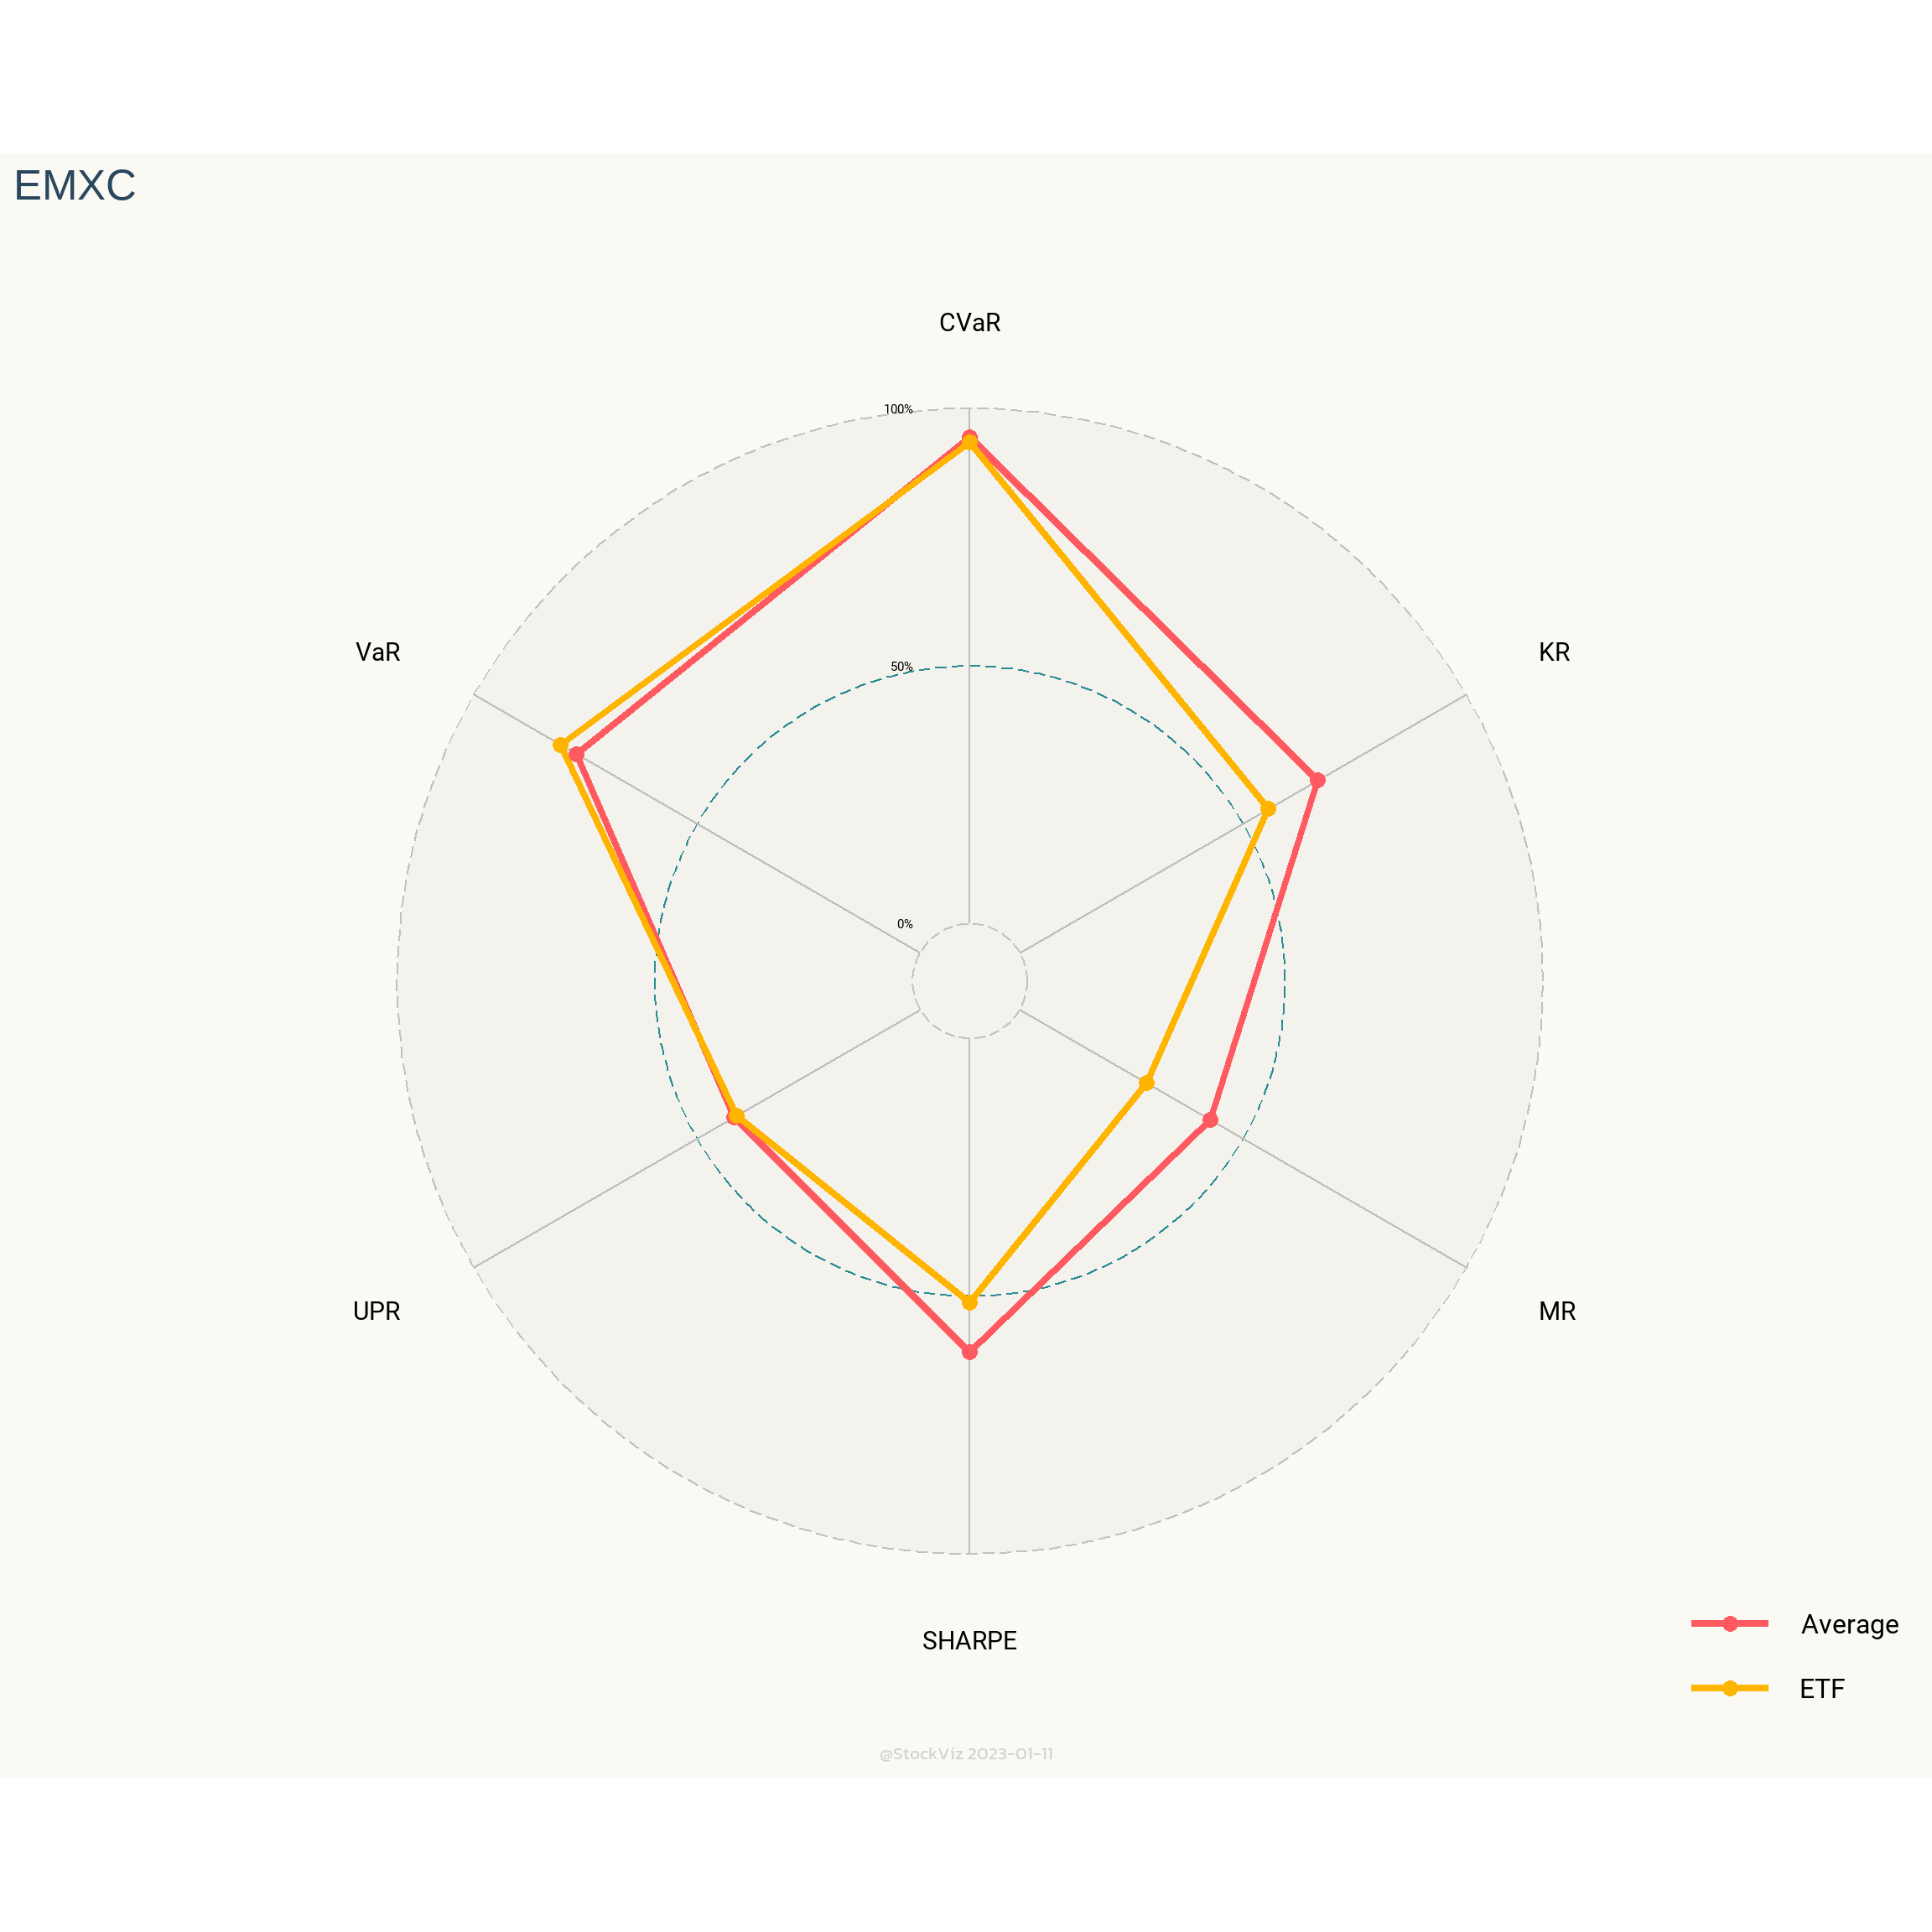 EMXC
CVaR
100%
VaR
KR
50%
0%
UPR
MR
SHARPE
Average
ETF
@StockViz 2023-01-11